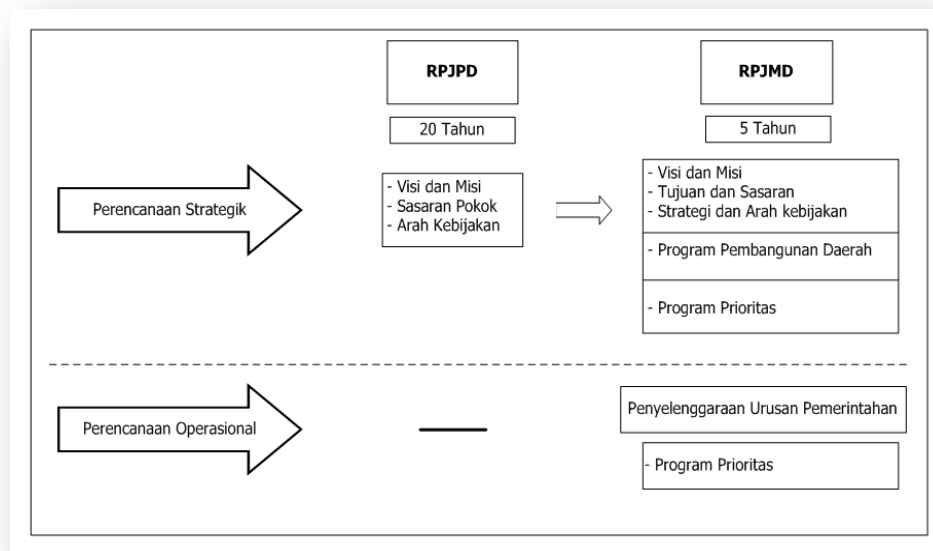 RPJPD
RPJMD
20 Tahun
5 Tahun
Perencanaan Strategik
- Visi dan Misi
- Sasaran Pokok
- Arah Kebijakan
- Visi dan Misi
- Tujuan dan Sasaran
- Strategi dan Arah kebijakan
- Program Pembangunan Daerah
- Program Prioritas
Perencanaan Operasional
Penyelenggaraan Urusan Pemerintahan
- Program Prioritas